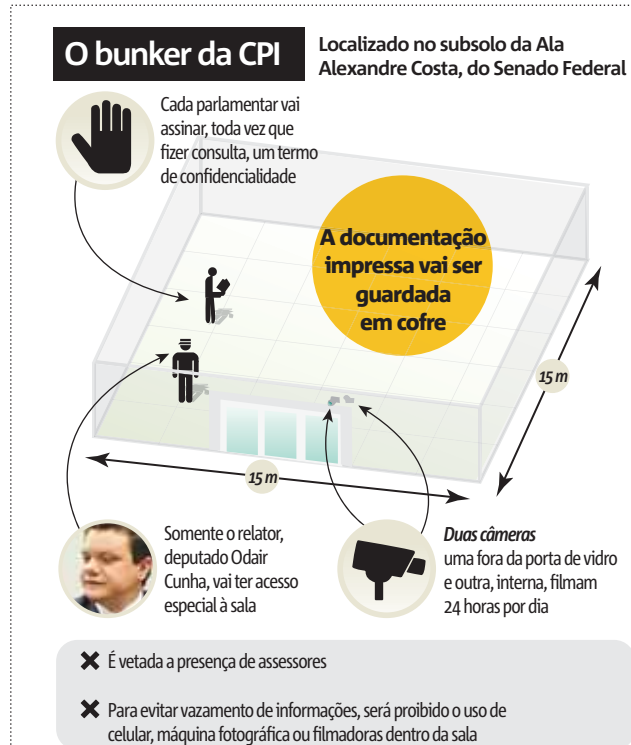 O bunker da CPI
Localizado no subsolo da Ala
Alexandre Costa, do Senado Federal
Cada parlamentar vai
assinar, toda vez que
fizer consulta, um termo
de confidencialidade
A documentação
impressa vai ser
guardada
em cofre
15 m
15 m
Somente o relator,
deputado Odair
Cunha, vai ter acesso
especial à sala
Duas câmeras
uma fora da porta de vidro
e outra, interna, filmam
24 horas por dia
É vetada a presença de assessores
Para evitar vazamento de informações, será proibido o uso de
celular, máquina fotográfica ou filmadoras dentro da sala